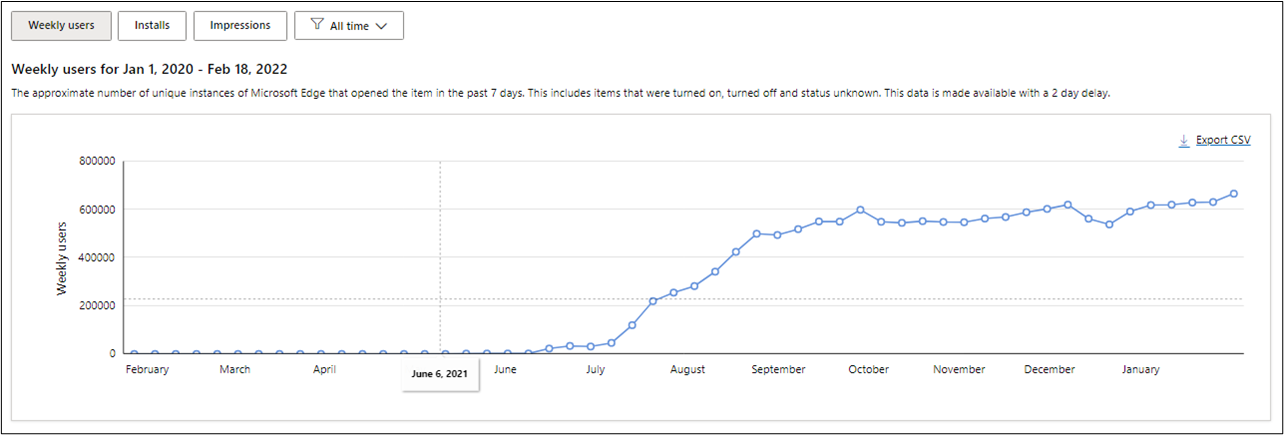 Weekly users Installs Impressions All time
Weekly users for Jan 1, 2020 - Feb 18, 2022
The approximate number of unique instances of Microsoft Edge that opened the item in the past 7 days. This includes items that were turned on, turned off and status unknown. This data is made available with a 2 day delay.
Export CSV
Weekly users
800000
600000
400000
200000
0
February March April June July August September October November December January
June 6, 2021